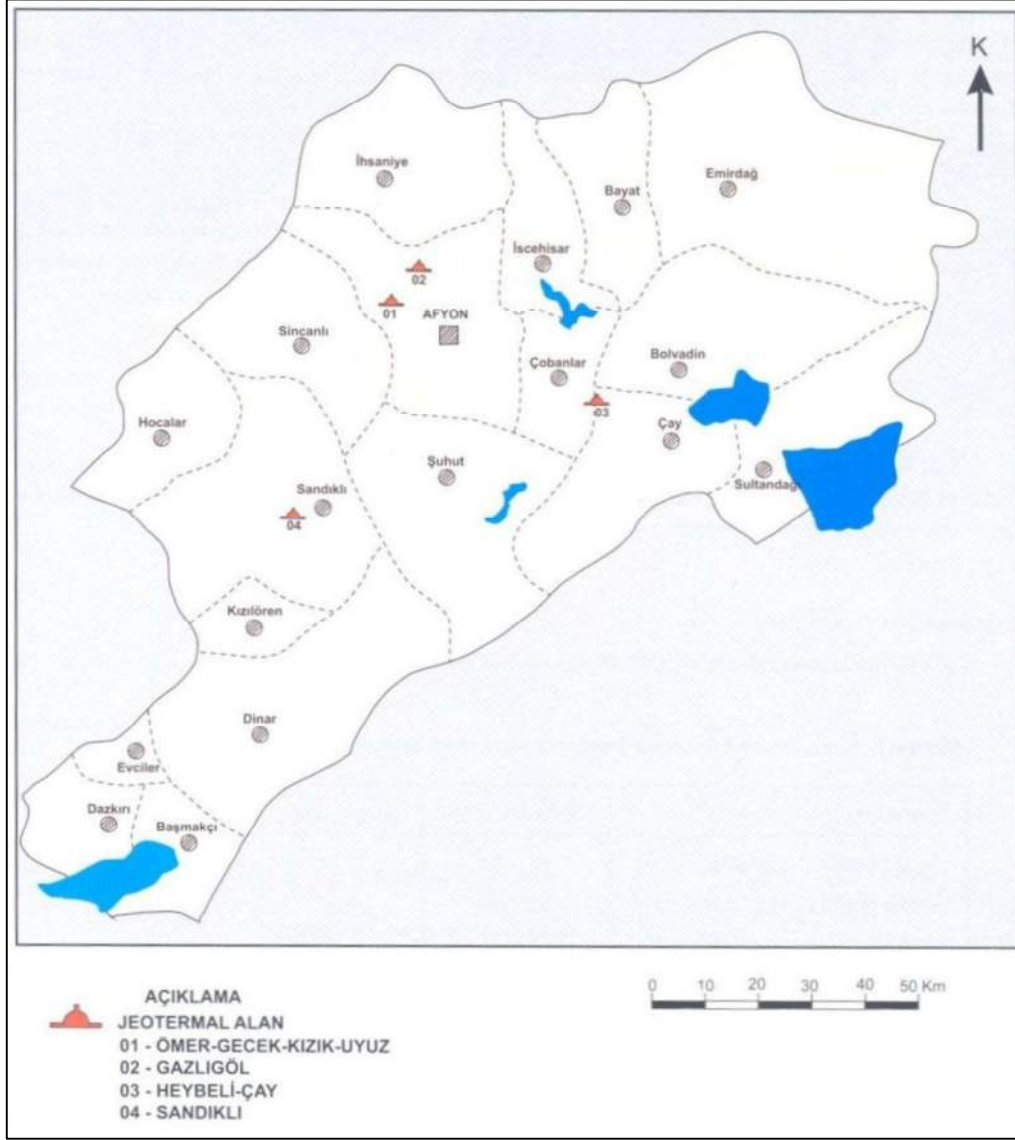 K
İhsaniye
Emirdağ
Bayat
İscehisar
02
01
AFYON
Sincanlı
Çobanlar
Bolvadin
03
Hocalar
Çay
Şuhut
Sultandağı
Sandıklı
04
Kızılören
Dinar
Evciler
Dazkırı
Başmakçı
AÇIKLAMA
JEOTERMAL ALAN
01 - ÖMER-GECEK-KIZIK-UYUZ
02 - GAZLIGÖL
03 - HEYBELİ-ÇAY
04 - SANDIKLI
0 10 20 30 40 50 Km